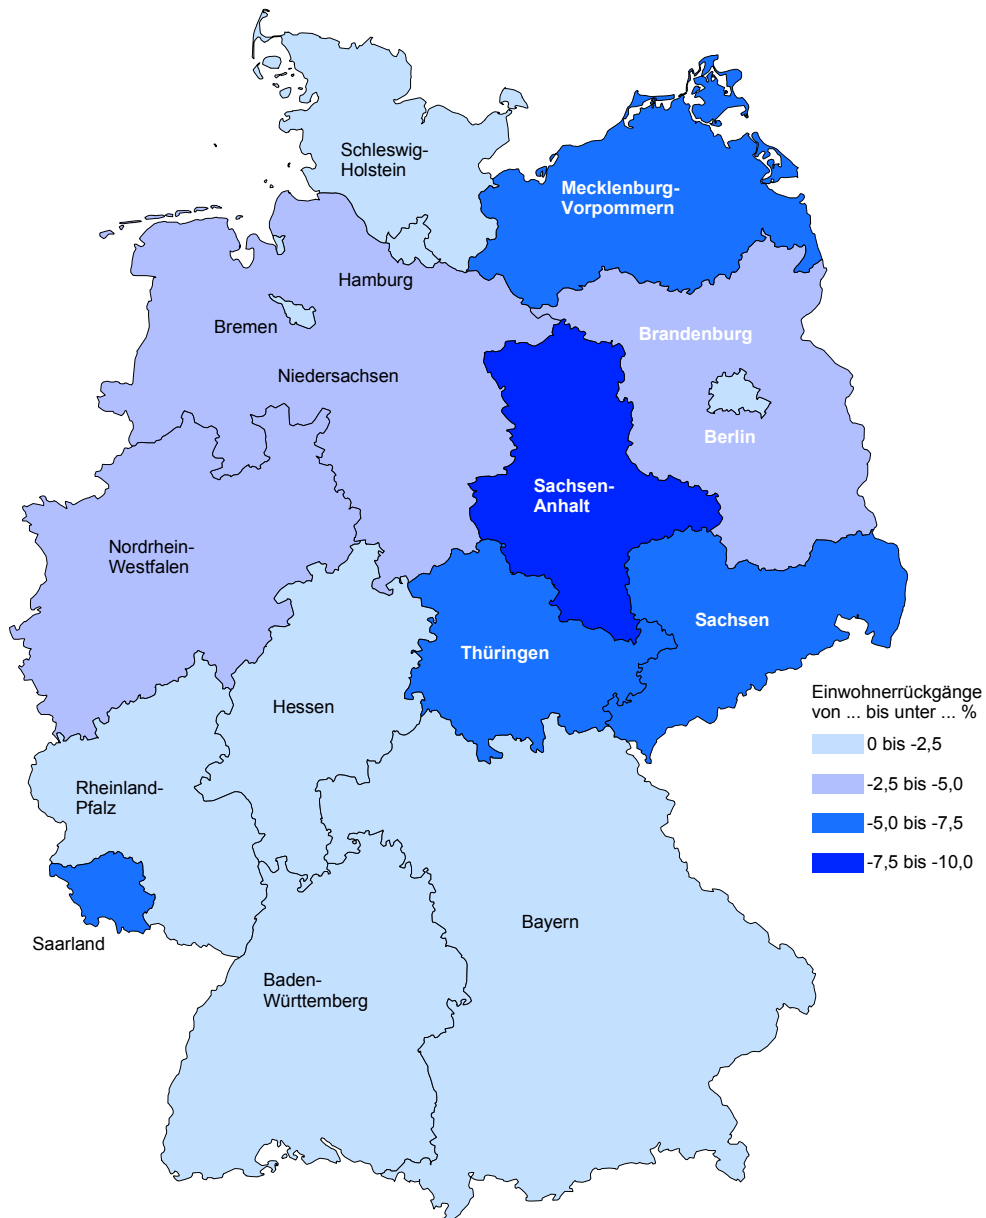 Schleswig-
Holstein
Mecklenburg-
Vorpommern
Hamburg
Bremen
Brandenburg
Niedersachsen
Berlin
Sachsen-
Anhalt
Nordrhein-
Westfalen
Sachsen
Thüringen
Hessen
Einwohnerrückgänge
von ... bis unter ... %
0 bis -2,5
-2,5 bis -5,0
-5,0 bis -7,5
-7,5 bis -10,0
Rheinland-
Pfalz
Saarland
Bayern
Baden-
Württemberg